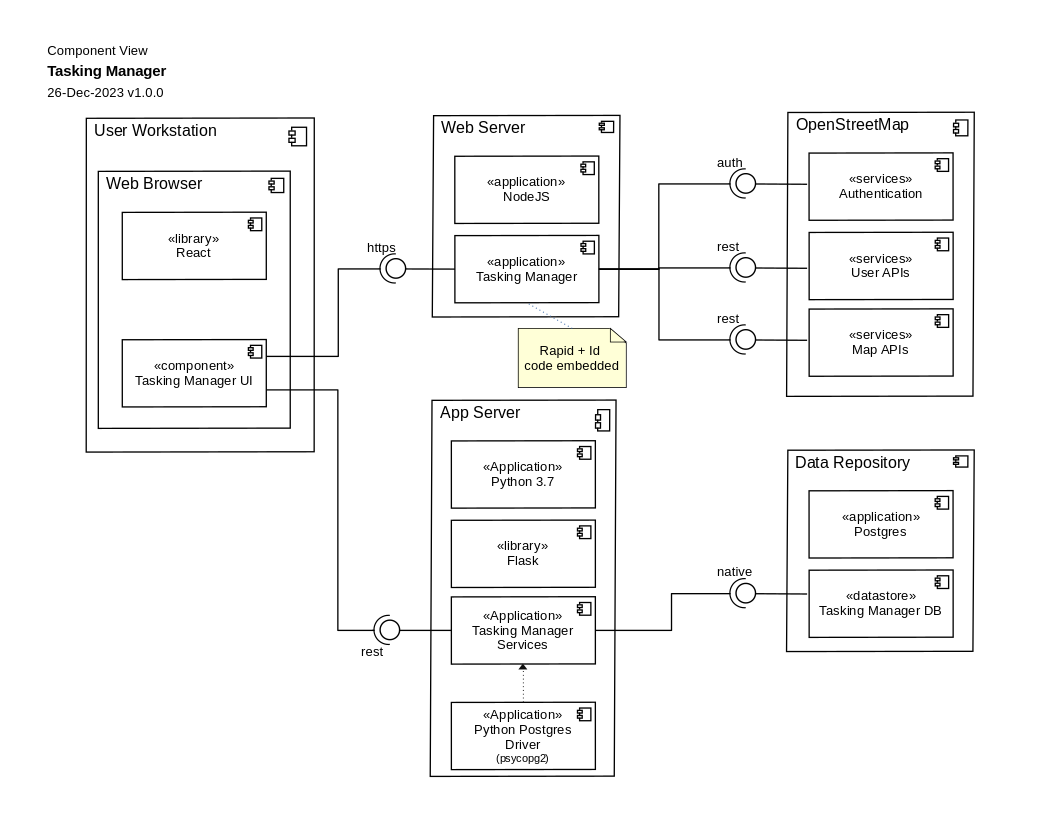 Component View
Tasking Manager
26-Dec-2023 v1.0.0
User Workstation
Web Browser
«library»
React
«component»
Tasking Manager UI
https
rest
Web Server
«application»
NodeJS
«application»
Tasking Manager
Rapid + Id
code embedded
App Server
«Application»
Python 3.7
«library»
Flask
«Application»
Tasking Manager
Services
«Application»
Python Postgres
Driver
(psycopg2)
auth
rest
rest
native
OpenStreetMap
«services»
Authentication
«services»
User APIs
«services»
Map APIs
Data Repository
«application»
Postgres
«datastore»
Tasking Manager DB